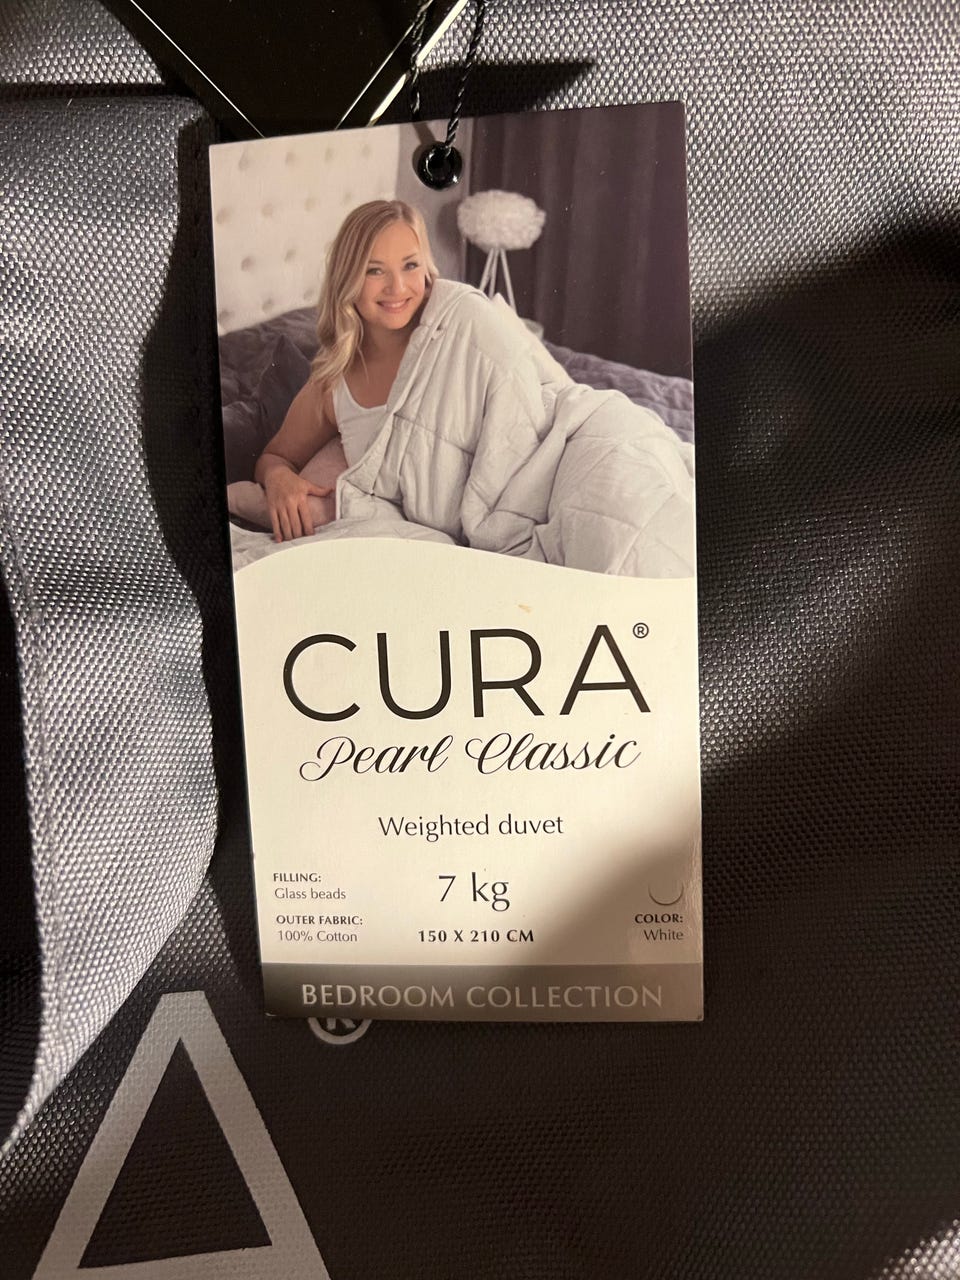 CURA®
Pearl Classic
Weighted duvet
FILLING:
Glass beads
OUTER FABRIC:
100% Cotton
7 kg
150 X 210 CM
COLOR:
White
BEDROOM COLLECTION
A®